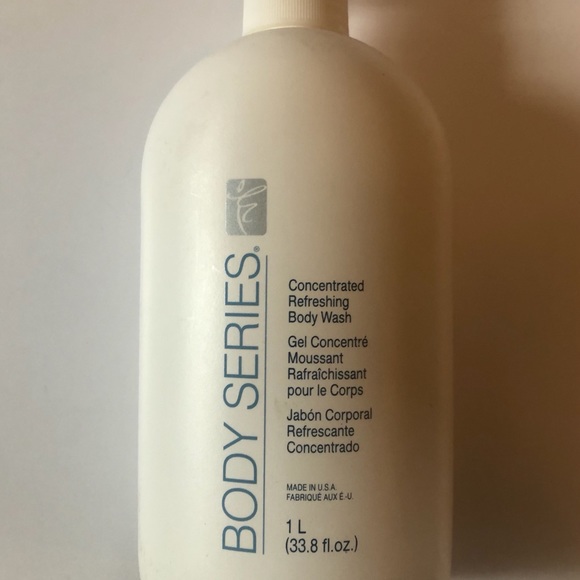 BODY SERIES®
Concentrated
Refreshing
Body Wash
Gel Concentré
Moussant
Rafraîchissant
pour le Corps
Jabón Corporal
Refrescante
Concentrado
MADE IN U.S.A.
FABRIQUÉ AUX É.-U.
1 L
(33.8 fl.oz.)